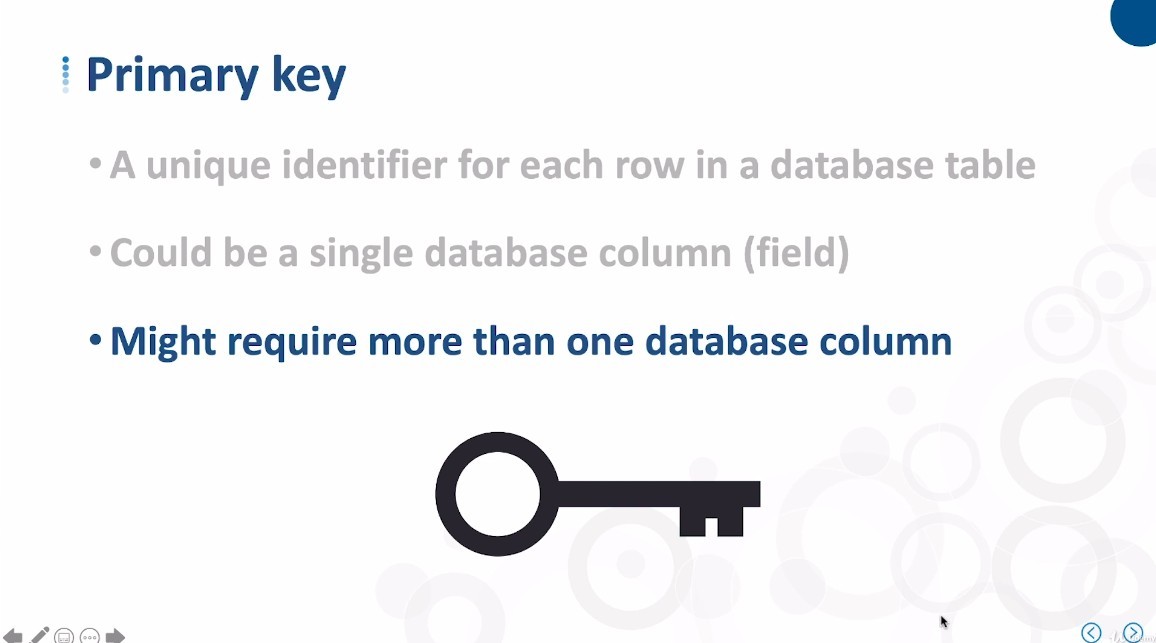 Primary key
• A unique identifier for each row in a database table
• Could be a single database column (field)
• Might require more than one database column